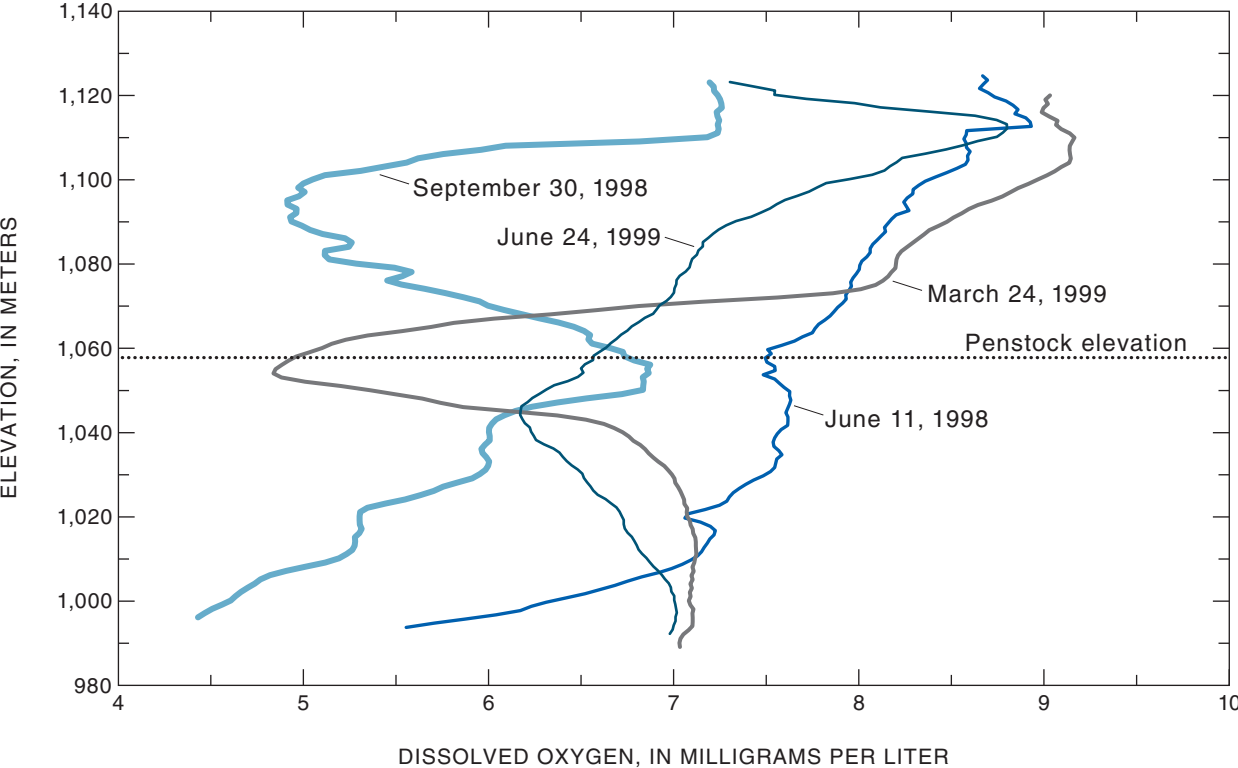 1,140
1,120
1,100
1,080
1,060
1,040
1,020
1,000
980
ELEVATION, IN METERS
September 30, 1998
June 24, 1999
March 24, 1999
Penstock elevation
June 11, 1998
4 5 6 7 8 9 10
DISSOLVED OXYGEN, IN MILLIGRAMS PER LITER